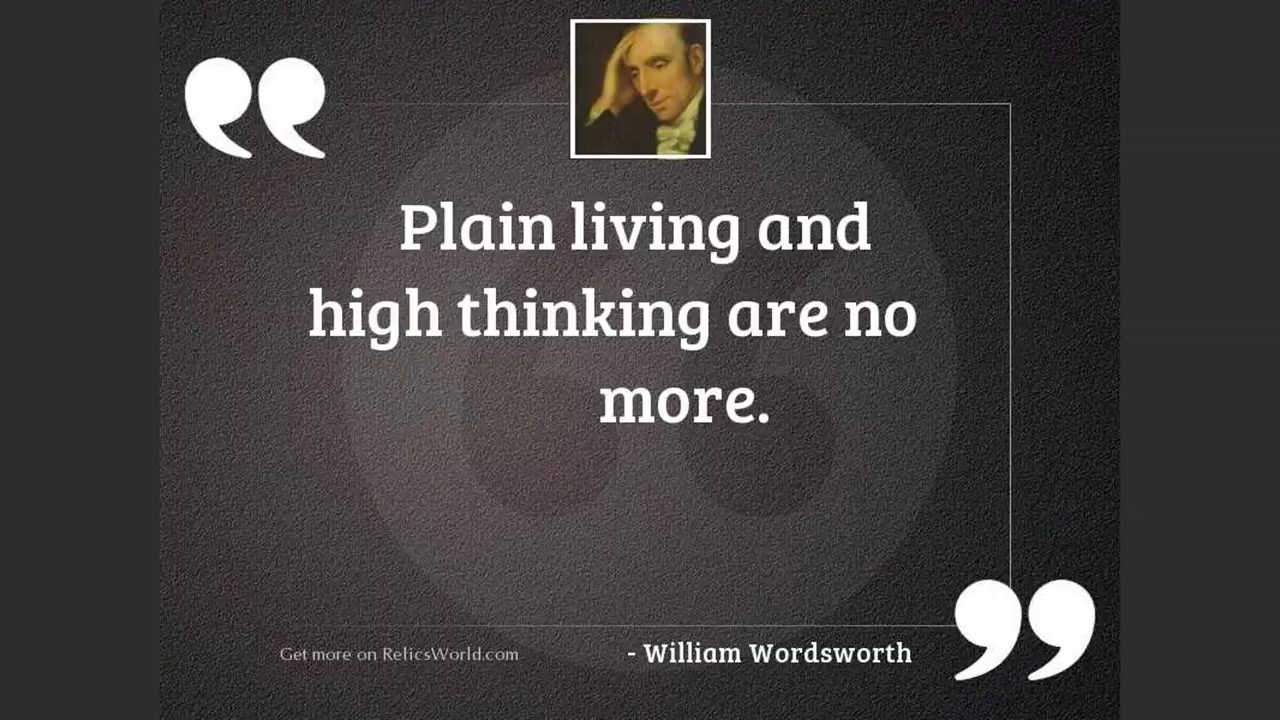 Plain living and
high thinking are no
more.
Get more on RelicsWorld.com
- William Wordsworth